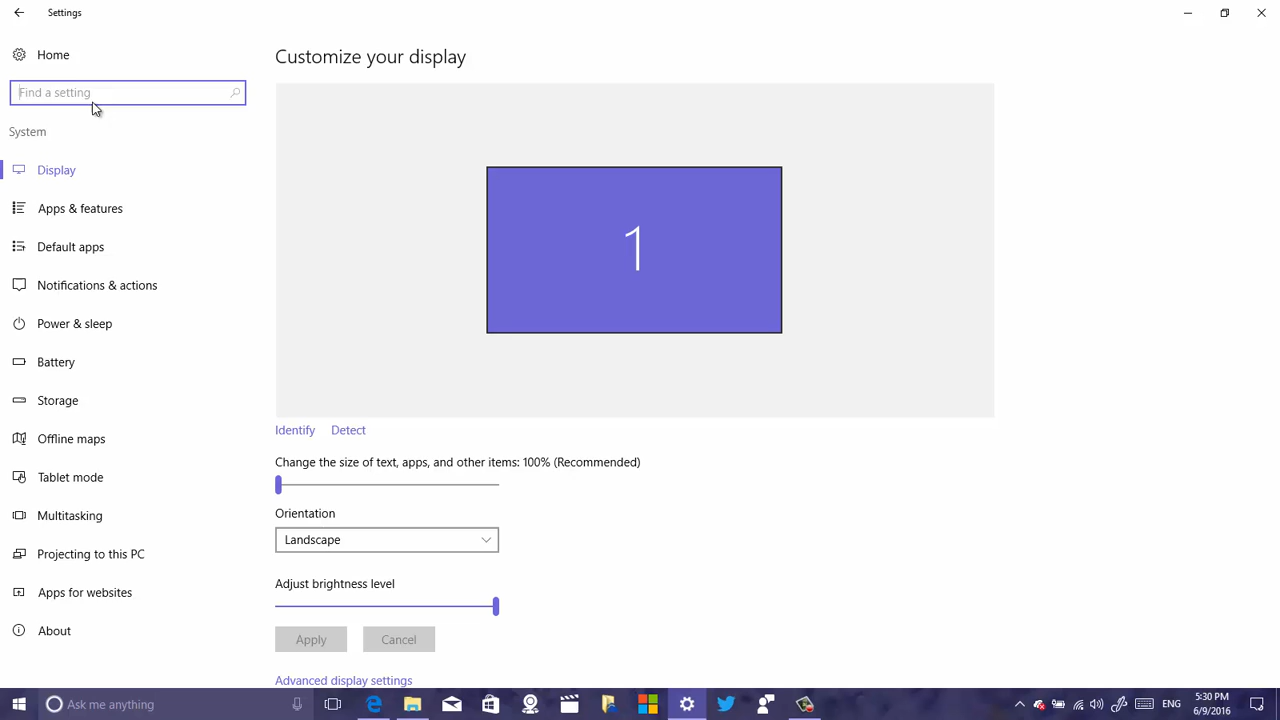 Settings
Home
Find a setting
System
Display
Apps & features
Default apps
Notifications & actions
Power & sleep
Battery
Storage
Offline maps
Tablet mode
Multitasking
Projecting to this PC
Apps for websites
About
Customize your display
1
Identify Detect
Change the size of text, apps, and other items: 100% (Recommended)
Orientation
Landscape
Adjust brightness level
Apply Cancel
Advanced display settings
Ask me anything
ENG
5:30 PM
6/9/2016